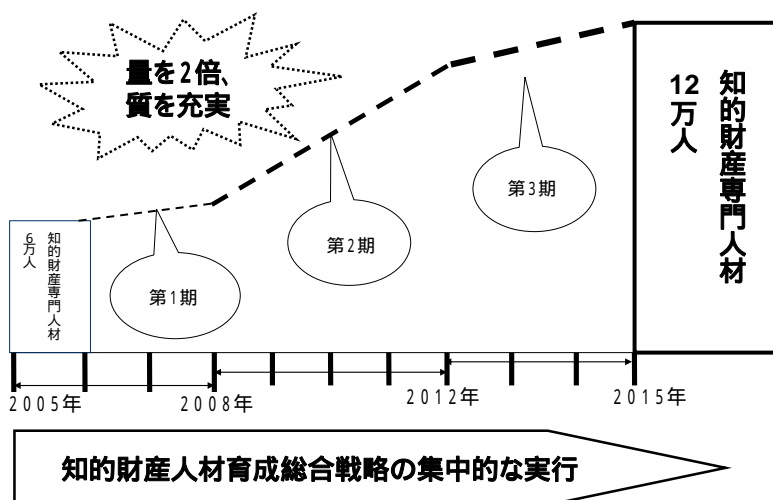 量を2倍、
質を充実
知的財産専門人材
12万人
第3期
第2期
第1期
知的財産専門人材
6万人
2005年
2008年
2012年
2015年
知的財産人材育成総合戦略の集中的な実行